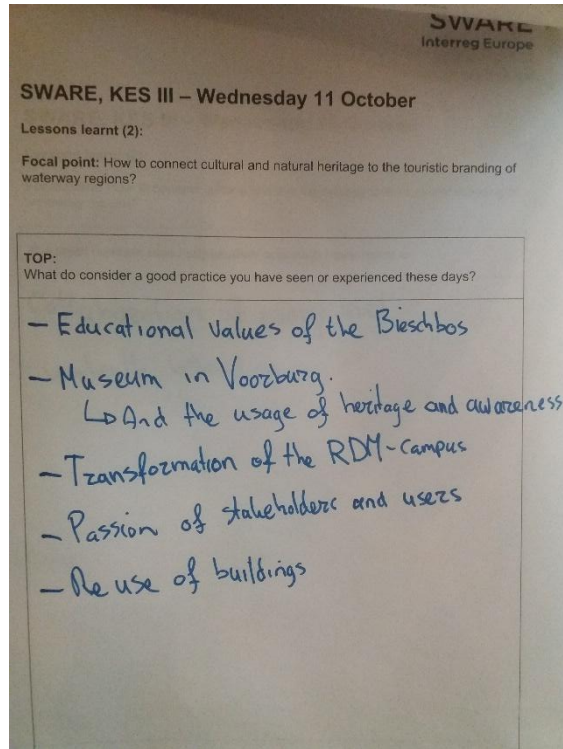 SWARE
Interreg Europe
SWARE, KES III – Wednesday 11 October
Lessons learnt (2):
Focal point: How to connect cultural and natural heritage to the touristic branding of
waterway regions?
TOP:
What do consider a good practice you have seen or experienced these days?
- Educational values of the Bieschbos
- Museum in Voorburg.
↳ And the usage of heritage and awareness
- Transformation of the RDM-Campus
- Passion of stakeholders and users
- Re use of buildings